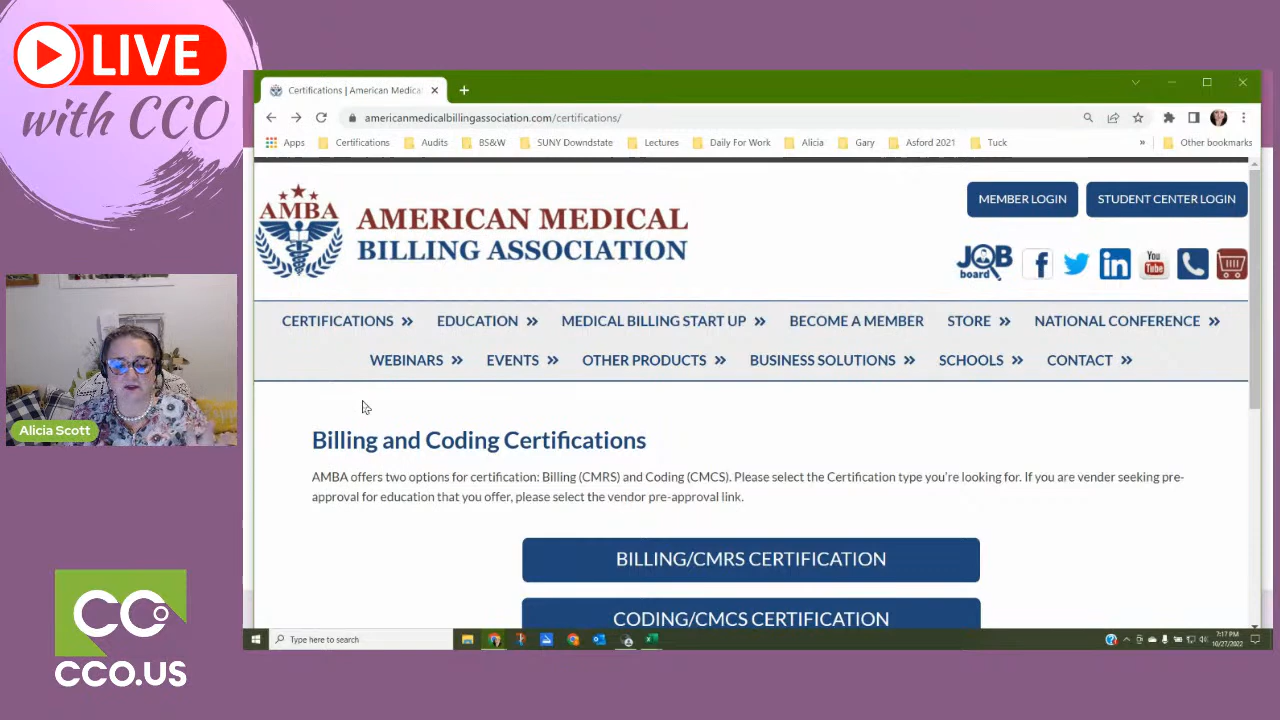 LIVE
with CCO
Certifications | American Medica
americanmedicalbillingassociation.com/certifications/
Apps Certifications Audits BS&W SUNY Downstade Lectures Daily For Work Alicia Gary Asford 2021 Tuck » Other bookmarks
AMBA
AMERICAN MEDICAL
BILLING ASSOCIATION
MEMBER LOGIN STUDENT CENTER LOGIN
JOB
board
You
Tube
CERTIFICATIONS » EDUCATION » MEDICAL BILLING START UP » BECOME A MEMBER STORE » NATIONAL CONFERENCE »
WEBINARS » EVENTS » OTHER PRODUCTS » BUSINESS SOLUTIONS » SCHOOLS » CONTACT »
Billing and Coding Certifications
AMBA offers two options for certification: Billing (CMRS) and Coding (CMCS). Please select the Certification type you're looking for. If you are vender seeking pre-
approval for education that you offer, please select the vendor pre-approval link.
BILLING/CMRS CERTIFICATION
CODING/CMCS CERTIFICATION
Type here to search
7:17 PM
10/27/2022
Alicia Scott
CCO
CCO.US